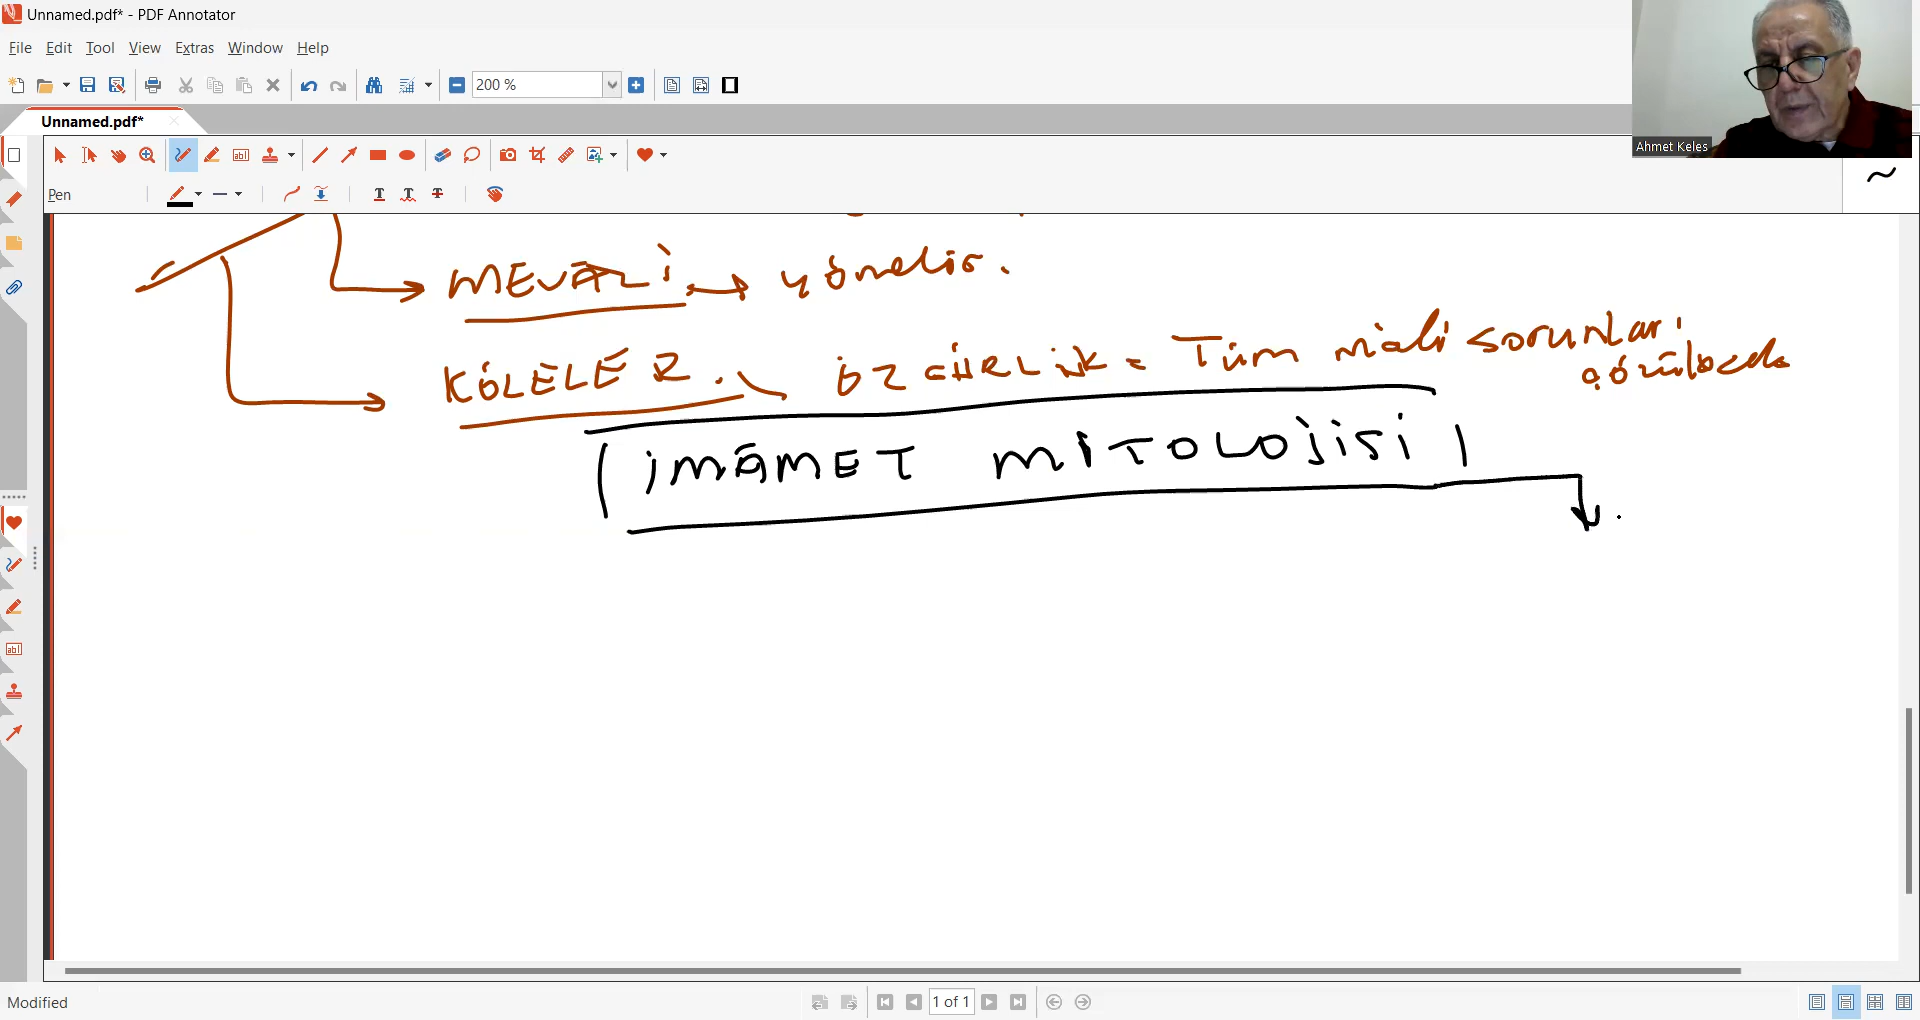 Unnamed.pdf* - PDF Annotator
File Edit Tool View Extras Window Help
200 %
Unnamed.pdf*
Ahmet Keles
Pen
MEVALİ → yönelir.
KÖLELER. ÖZGÜRLÜK = Tüm mali sorunları
çözülecek
(İMÂMET MİTOLOJİSİ)
Modified
1 of 1